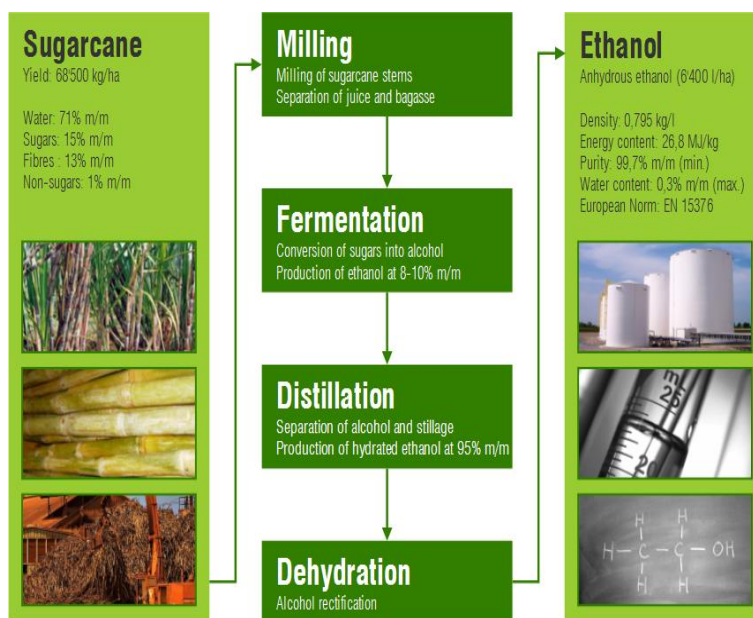 Sugarcane
Yield: 68'500 kg/ha
Water: 71% m/m
Sugars: 15% m/m
Fibres : 13% m/m
Non-sugars: 1% m/m
Milling
Milling of sugarcane stems
Separation of juice and bagasse
Fermentation
Conversion of sugars into alcohol
Production of ethanol at 8-10% m/m
Distillation
Separation of alcohol and stillage
Production of hydrated ethanol at 95% m/m
Dehydration
Alcohol rectification
Ethanol
Anhydrous ethanol (6'400 l/ha)
Density: 0,795 kg/l
Energy content: 26,8 MJ/kg
Purity: 99,7% m/m (min.)
Water content: 0,3% m/m (max.)
European Norm: EN 15376
m
25
20
H H
H-C-C-OH
H H